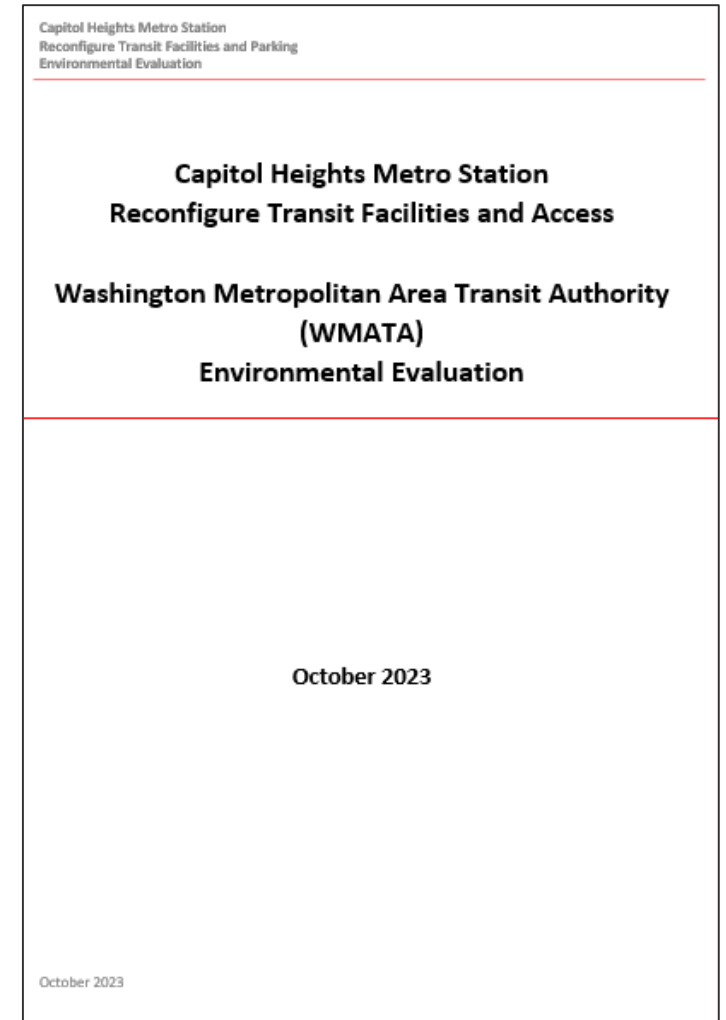 Capitol Heights Metro Station
Reconfigure Transit Facilities and Parking
Environmental Evaluation
Capitol Heights Metro Station
Reconfigure Transit Facilities and Access
Washington Metropolitan Area Transit Authority
(WMATA)
Environmental Evaluation
October 2023
October 2023